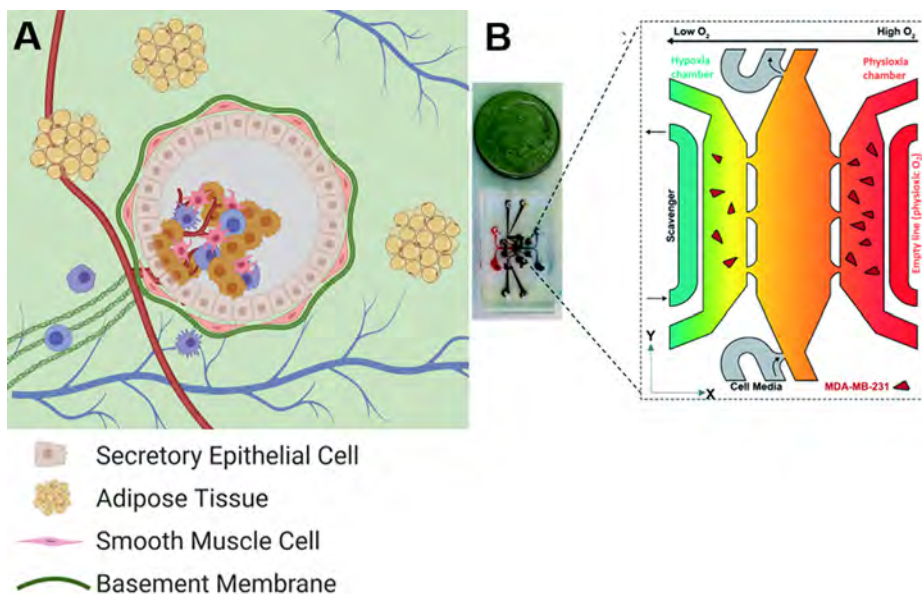 A
Secretory Epithelial Cell
Adipose Tissue
Smooth Muscle Cell
Basement Membrane
B
Low O₂
High O₂
Hypoxia
chamber
Physioxia
chamber
Scavenger
Empty line (physioxic O₂)
Y
X
Cell Media
MDA-MB-231